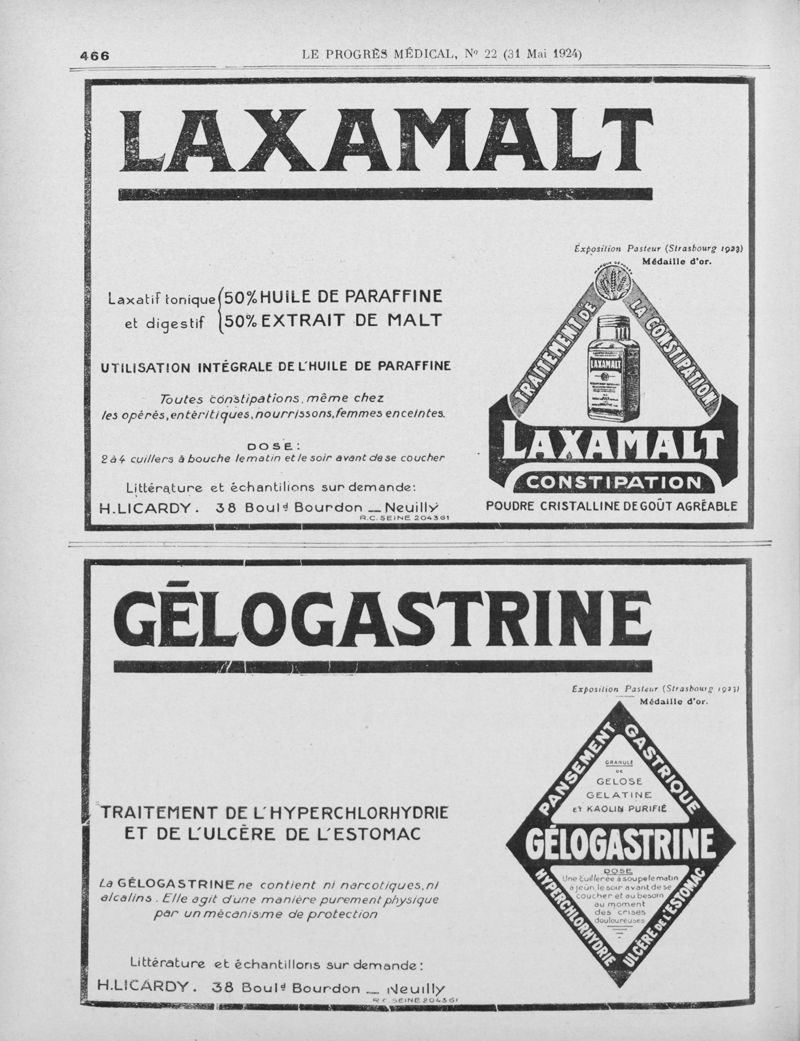 466
LE PROGRÈS MÉDICAL, No 22 (31 Mai 1924)
LAXAMALT
Exposition Pasteur (Strasbourg 1923)
Médaille d'or.
Laxatif tonique
et digestif
50% HUILE DE PARAFFINE
50% EXTRAIT DE MALT
UTILISATION INTÉGRALE DE L'HUILE DE PARAFFINE
Toutes constipations, même chez
les opérés, entéritiques, nourrissons, femmes enceintes.
DOSE:
2 à 4 cuillers à bouche le matin et le soir avant de se coucher
Littérature et échantillons sur demande:
H. LICARDY. 38 Boulᵈ Bourdon _ Neuilly
R.C. SEINE 204361
TRAITEMENT DE
LA CONSTIPATION
LAXAMALT
LAXAMALT
CONSTIPATION
POUDRE CRISTALLINE DE GOÛT AGRÉABLE
GÉLOGASTRINE
Exposition Pasteur (Strasbourg 1923)
Médaille d'or.
TRAITEMENT DE L'HYPERCHLORHYDRIE
ET DE L'ULCÈRE DE L'ESTOMAC
La GÉLOGASTRINE ne contient ni narcotiques, ni
alcalins. Elle agit d'une manière purement physique
par un mécanisme de protection
Littérature et échantillons sur demande:
H. LICARDY. 38 Boulᵈ Bourdon _ Neuilly
R.C. SEINE 204361
PANSEMENT
GASTRIQUE
GRANULÉ
DE
GELOSE
GELATINE
ET KAOLIN PURIFIÉ
GÉLOGASTRINE
DOSE
Une cuillerée à soupe le matin
à jeun, le soir avant de se
coucher et au besoin
au moment
des crises
douloureuses
HYPERCHLORHYDRIE
ULCÈRE DE L'ESTOMAC